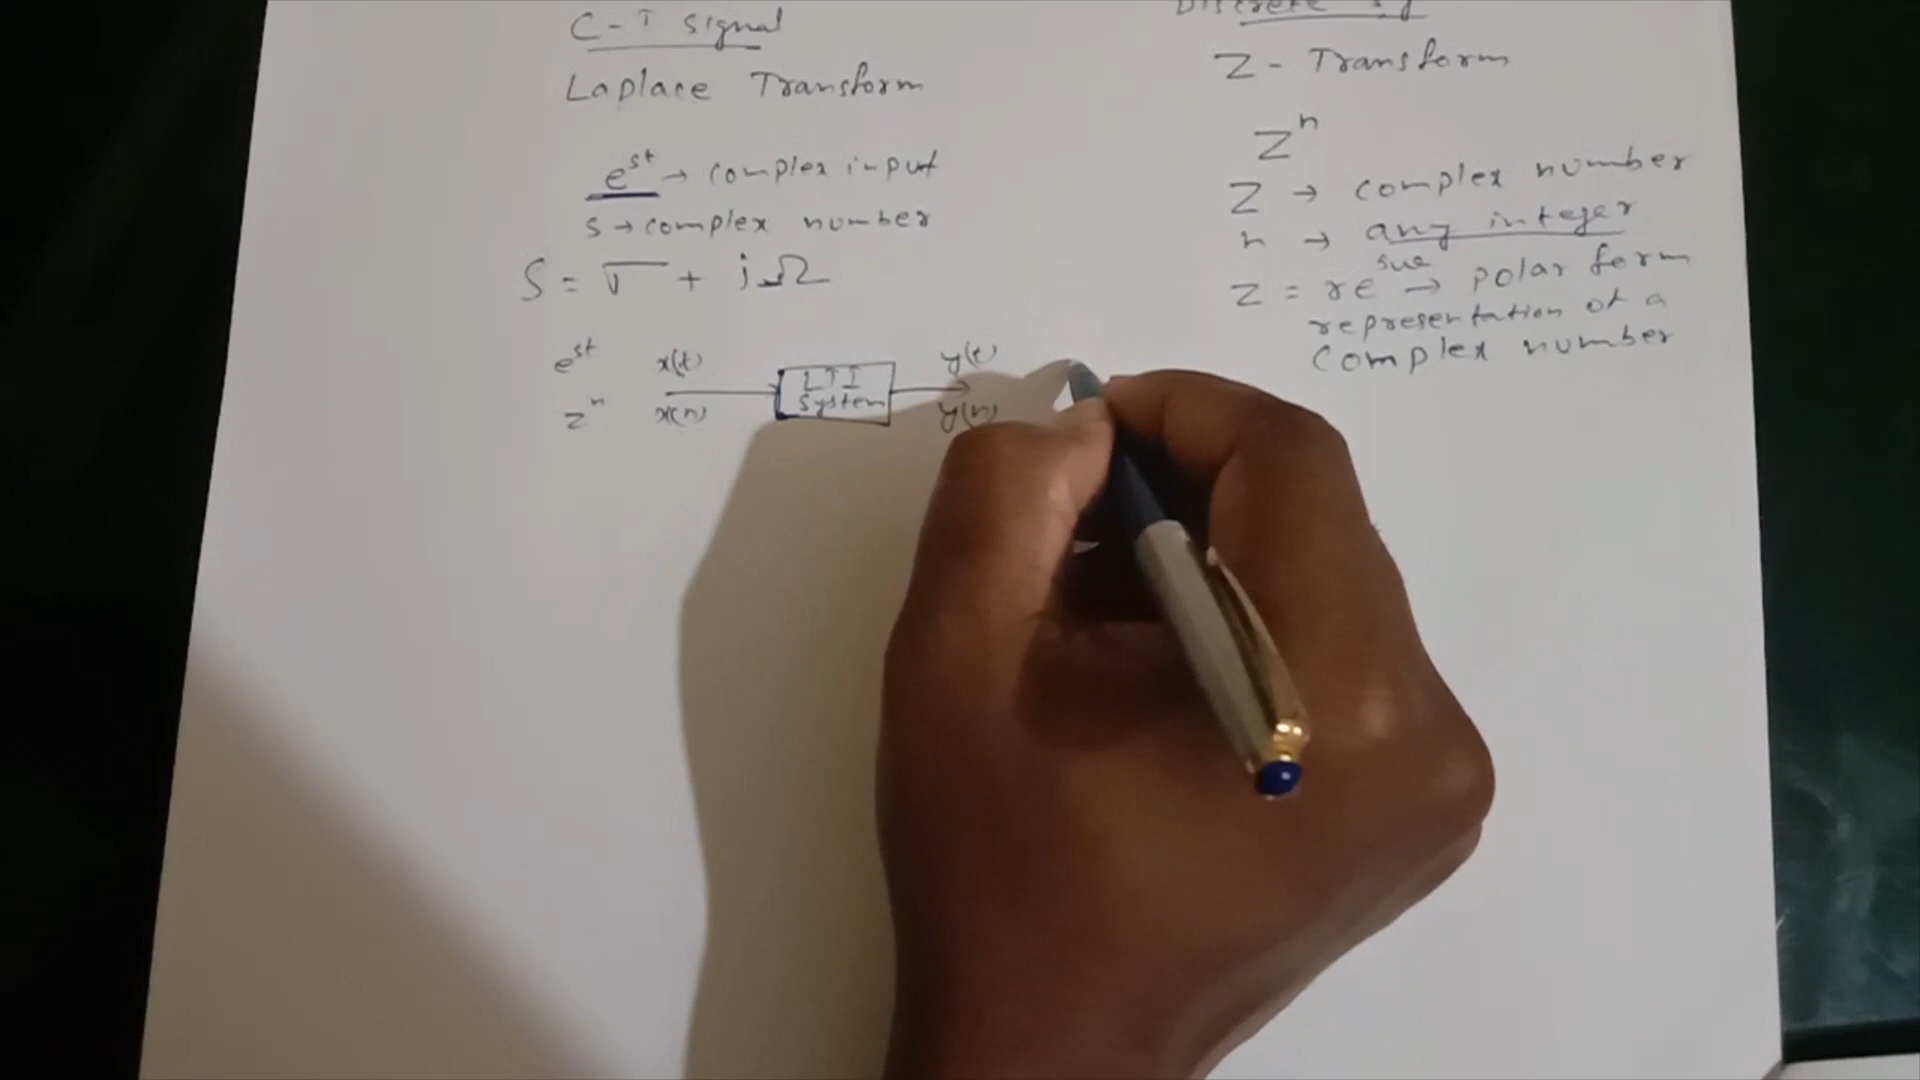 C-T signal
Laplace Transform
e^st → complex input
s → complex number
S = σ + jΩ
e^st x(t) LTI System y(t)
z^n x(n) y(n)
Discrete
Z - Transform
Z^n
Z → complex number
n → any integer
Z = re → polar form
representation of a
complex number